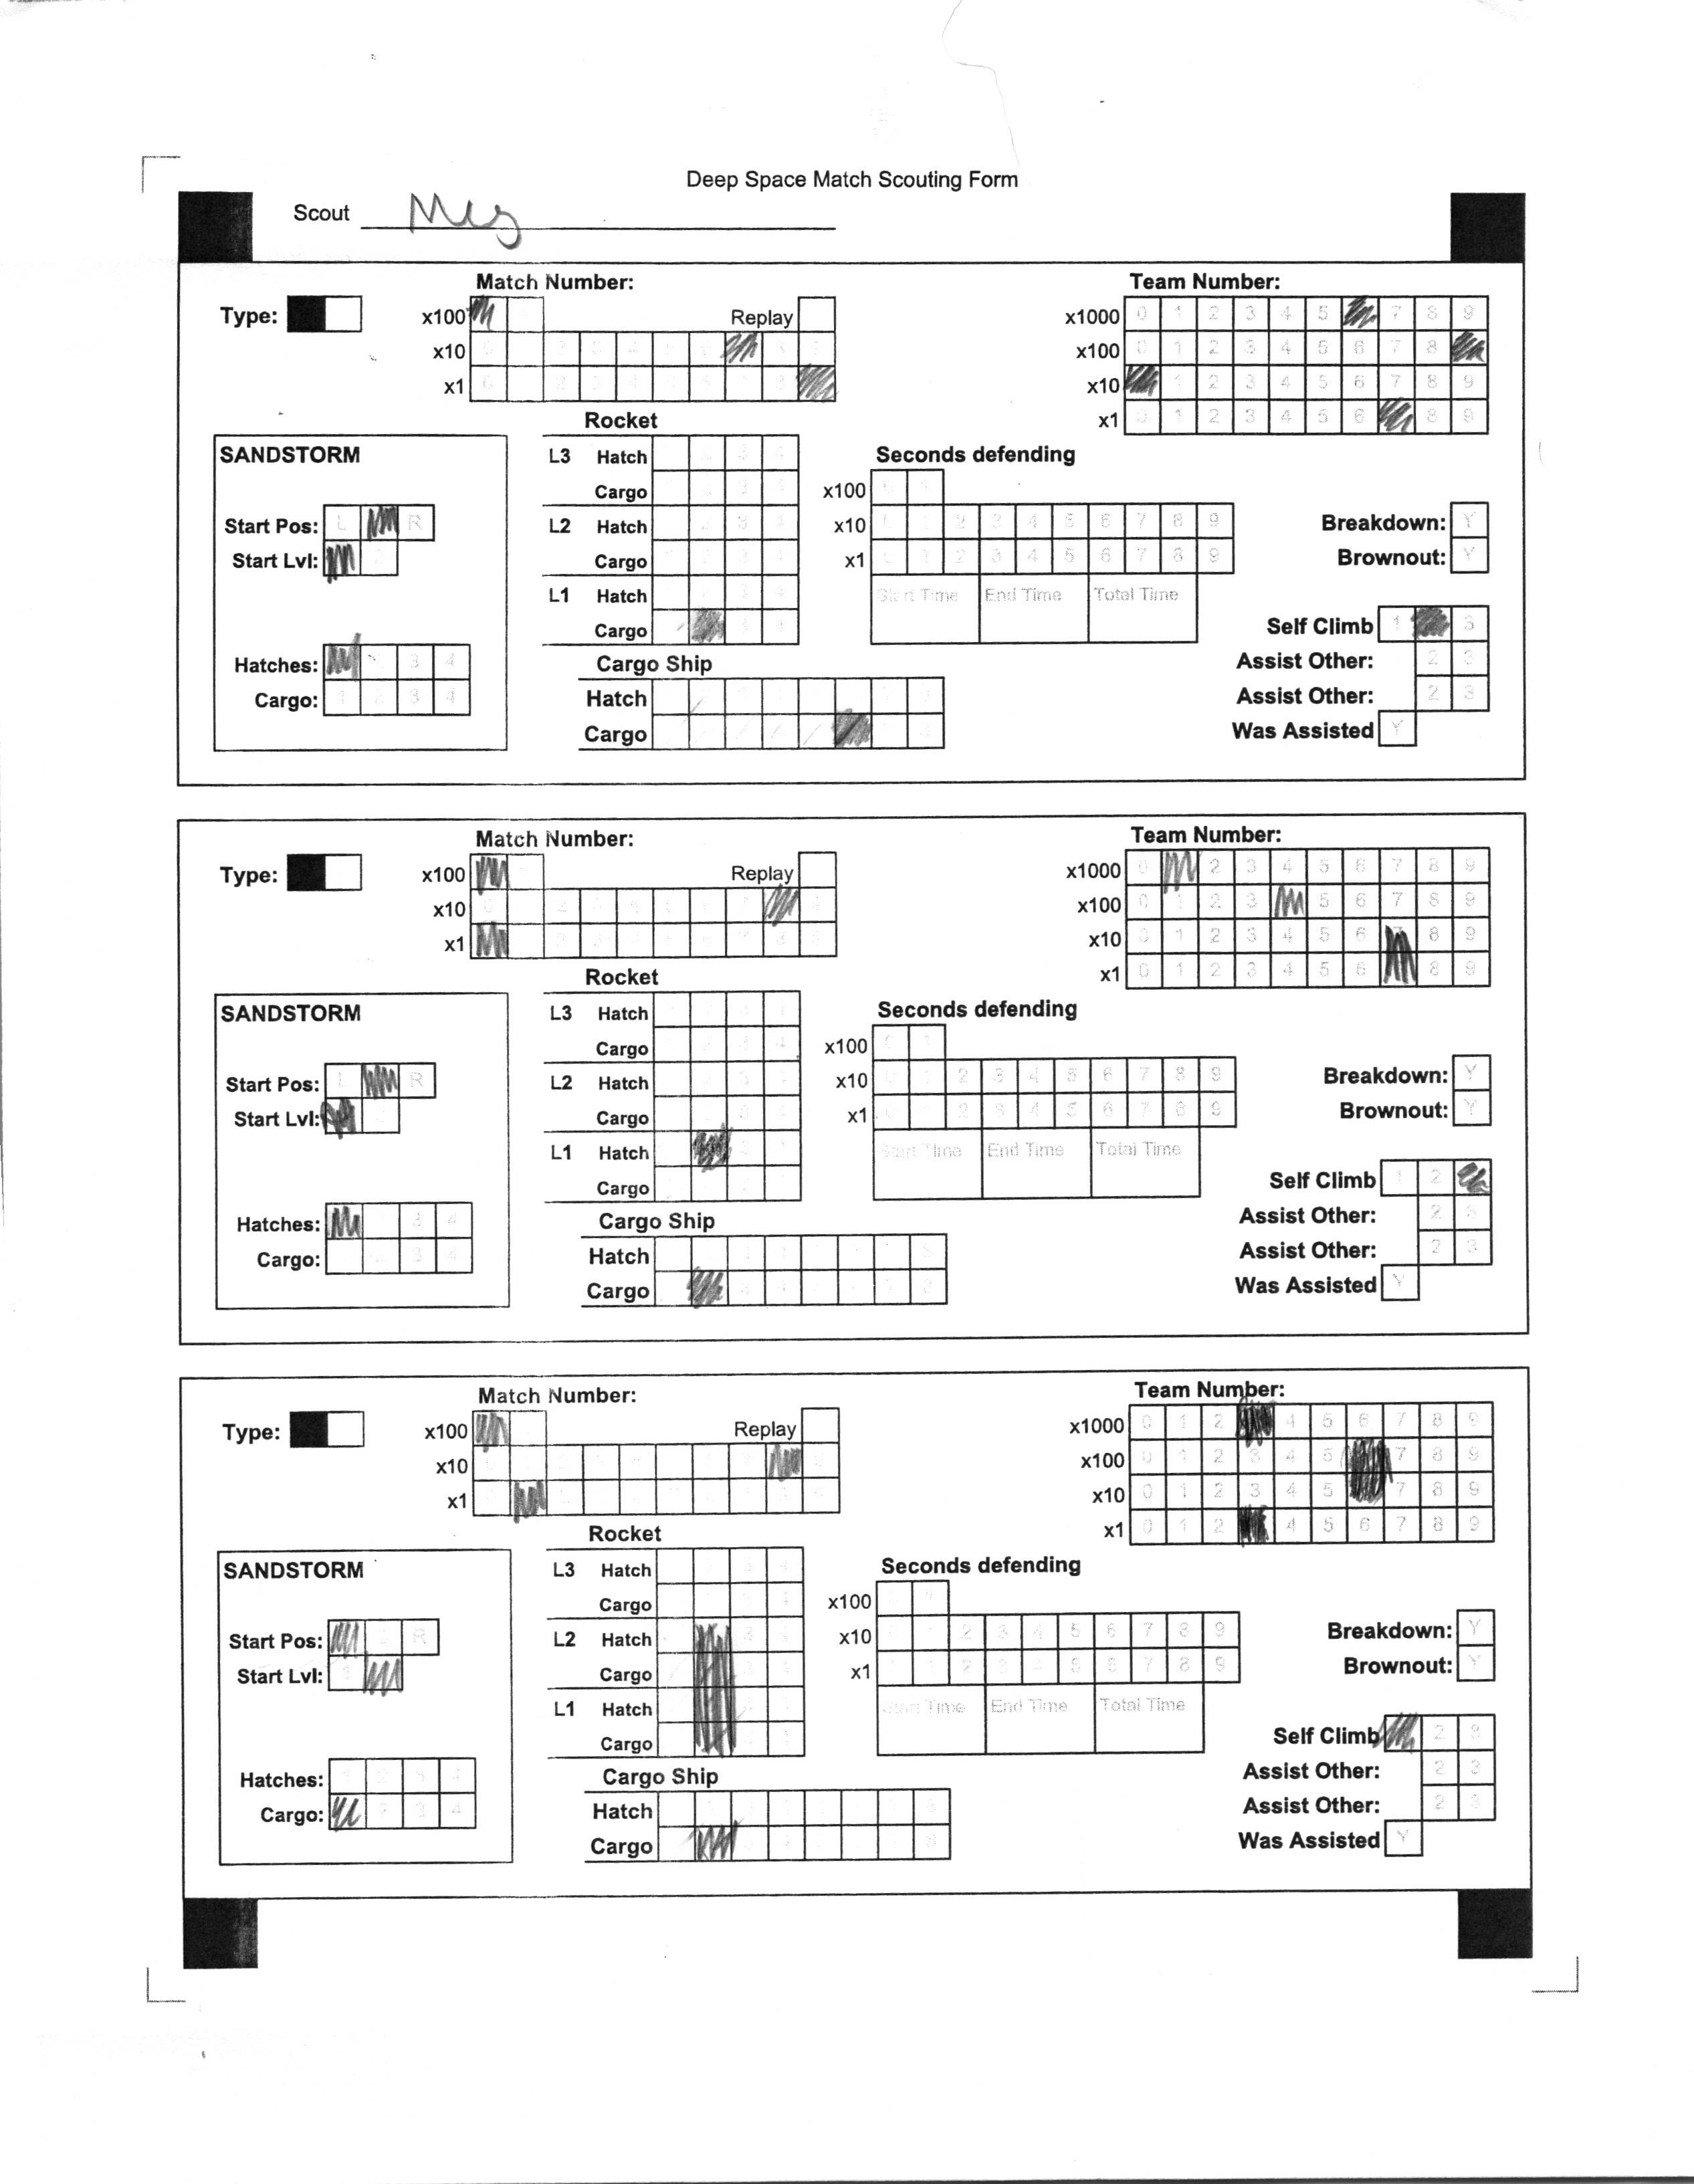 Deep Space Match Scouting Form
Scout
Match Number:
Team Number:
Type:
x100
Replay
x10
x1
x1000 0 1 2 3 4 5 7 8 9
x100 0 1 2 3 4 5 6 7 8
x10 1 2 3 4 5 6 7 8 9
x1 0 1 2 3 4 5 6 8 9
Rocket
SANDSTORM
L3 Hatch
Cargo
L2 Hatch
Cargo
L1 Hatch
Cargo
Seconds defending
x100
x10 2 3 4 5 6 7 8 9
x1 2 3 4 5 6 7 8 9
Start Time End Time Total Time
Start Pos: L R
Start Lvl:
Breakdown: Y
Brownout: Y
Hatches: 3 4
Cargo: 1 2 3 4
Cargo Ship
Hatch
Cargo
Self Climb 1 3
Assist Other: 2 3
Assist Other: 2 3
Was Assisted Y
Match Number:
Team Number:
Type:
x100
Replay
x10
x1
x1000 0 2 3 4 5 6 7 8 9
x100 0 1 2 3 5 6 7 8 9
x10 0 1 2 3 4 5 6 8 9
x1 0 1 2 3 4 5 6 8 9
Rocket
SANDSTORM
L3 Hatch
Cargo
L2 Hatch
Cargo
L1 Hatch
Cargo
Seconds defending
x100
x10 2 3 4 5 6 7 8 9
x1 2 3 4 5 6 7 8 9
Start Time End Time Total Time
Start Pos: L R
Start Lvl:
Breakdown: Y
Brownout: Y
Hatches: 3 4
Cargo: 3 4
Cargo Ship
Hatch
Cargo
Self Climb 1 2
Assist Other: 2 3
Assist Other: 2 3
Was Assisted Y
Match Number:
Team Number:
Type:
x100
Replay
x10
x1
x1000 0 1 2 4 5 6 7 8 9
x100 0 1 2 3 4 5 7 8 9
x10 0 1 2 3 4 5 7 8 9
x1 0 1 2 4 5 6 7 8 9
Rocket
SANDSTORM
L3 Hatch
Cargo
L2 Hatch
Cargo
L1 Hatch
Cargo
Seconds defending
x100
x10 2 3 4 5 6 7 8 9
x1 2 3 4 5 6 7 8 9
Start Time End Time Total Time
Start Pos: R
Start Lvl: 1
Breakdown: Y
Brownout: Y
Hatches: 1 2 3 4
Cargo: 2 3 4
Cargo Ship
Hatch
Cargo
Self Climb 2 3
Assist Other: 2 3
Assist Other: 2 3
Was Assisted Y